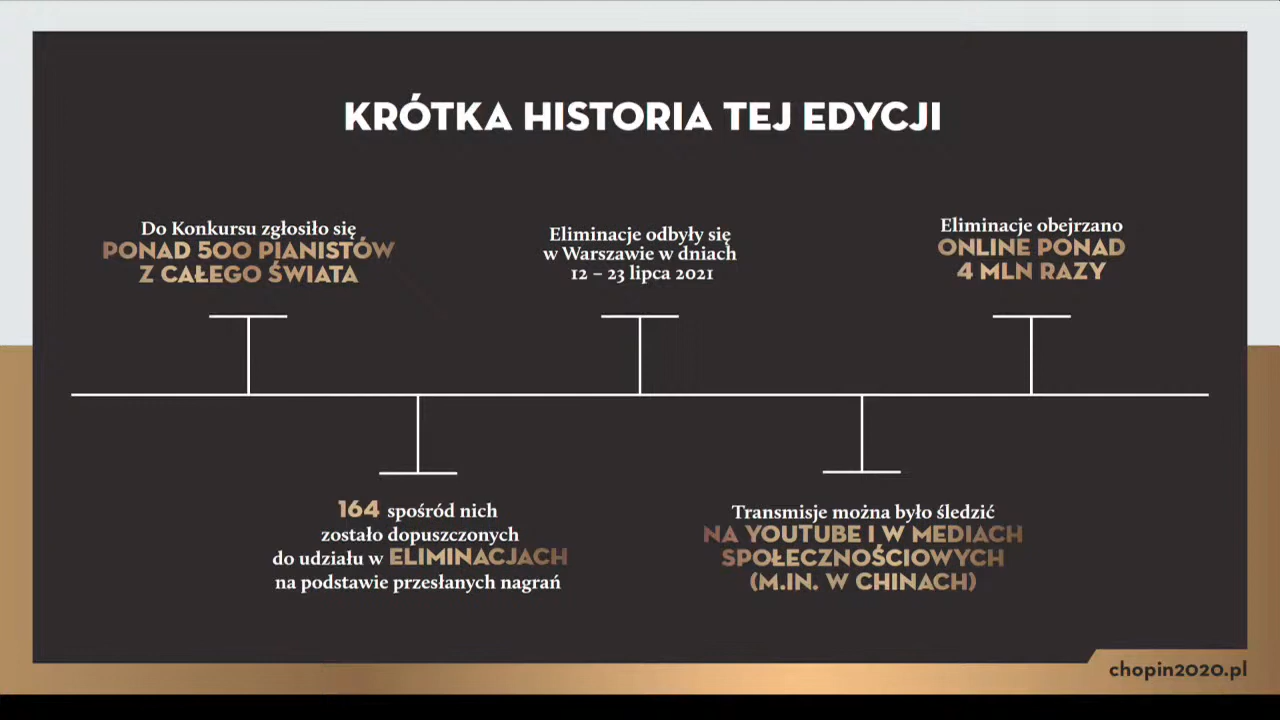 KRÓTKA HISTORIA TEJ EDYCJI
Do Konkursu zgłosiło się
PONAD 500 PIANISTÓW
Z CAŁEGO ŚWIATA
164 spośród nich
zostało dopuszczonych
do udziału w ELIMINACJACH
na podstawie przesłanych nagrań
Eliminacje odbyły się
w Warszawie w dniach
12 – 23 lipca 2021
Transmisje można było śledzić
NA YOUTUBE I W MEDIACH
SPOŁECZNOŚCIOWYCH
(M.IN. W CHINACH)
Eliminacje obejrzano
ONLINE PONAD
4 MLN RAZY
chopin2020.pl